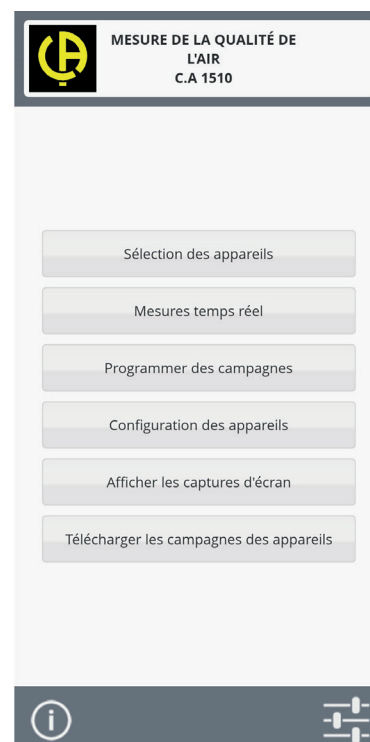 MESURE DE LA QUALITÉ DE
L'AIR
C.A 1510
Sélection des appareils
Mesures temps réel
Programmer des campagnes
Configuration des appareils
Afficher les captures d'écran
Télécharger les campagnes des appareils